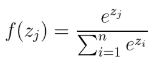 f(z_j) = \frac{e^{z_j}}{\sum_{i=1}^{n} e^{z_i}}